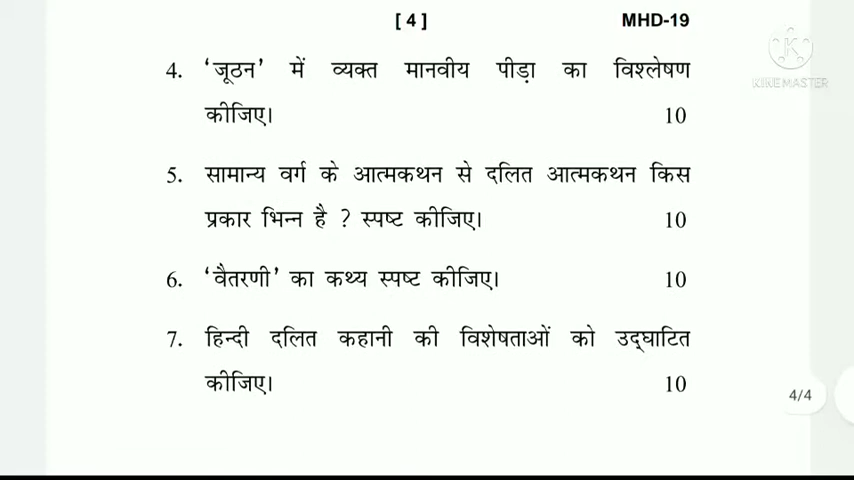 [ 4 ] MHD-19
KINEMASTER
4. ‘जूठन’ में व्यक्त मानवीय पीड़ा का विश्लेषण
कीजिए। 10
5. सामान्य वर्ग के आत्मकथन से दलित आत्मकथन किस
प्रकार भिन्न है ? स्पष्ट कीजिए। 10
6. ‘वैतरणी’ का कथ्य स्पष्ट कीजिए। 10
7. हिन्दी दलित कहानी की विशेषताओं को उद्घाटित
कीजिए। 10
4/4